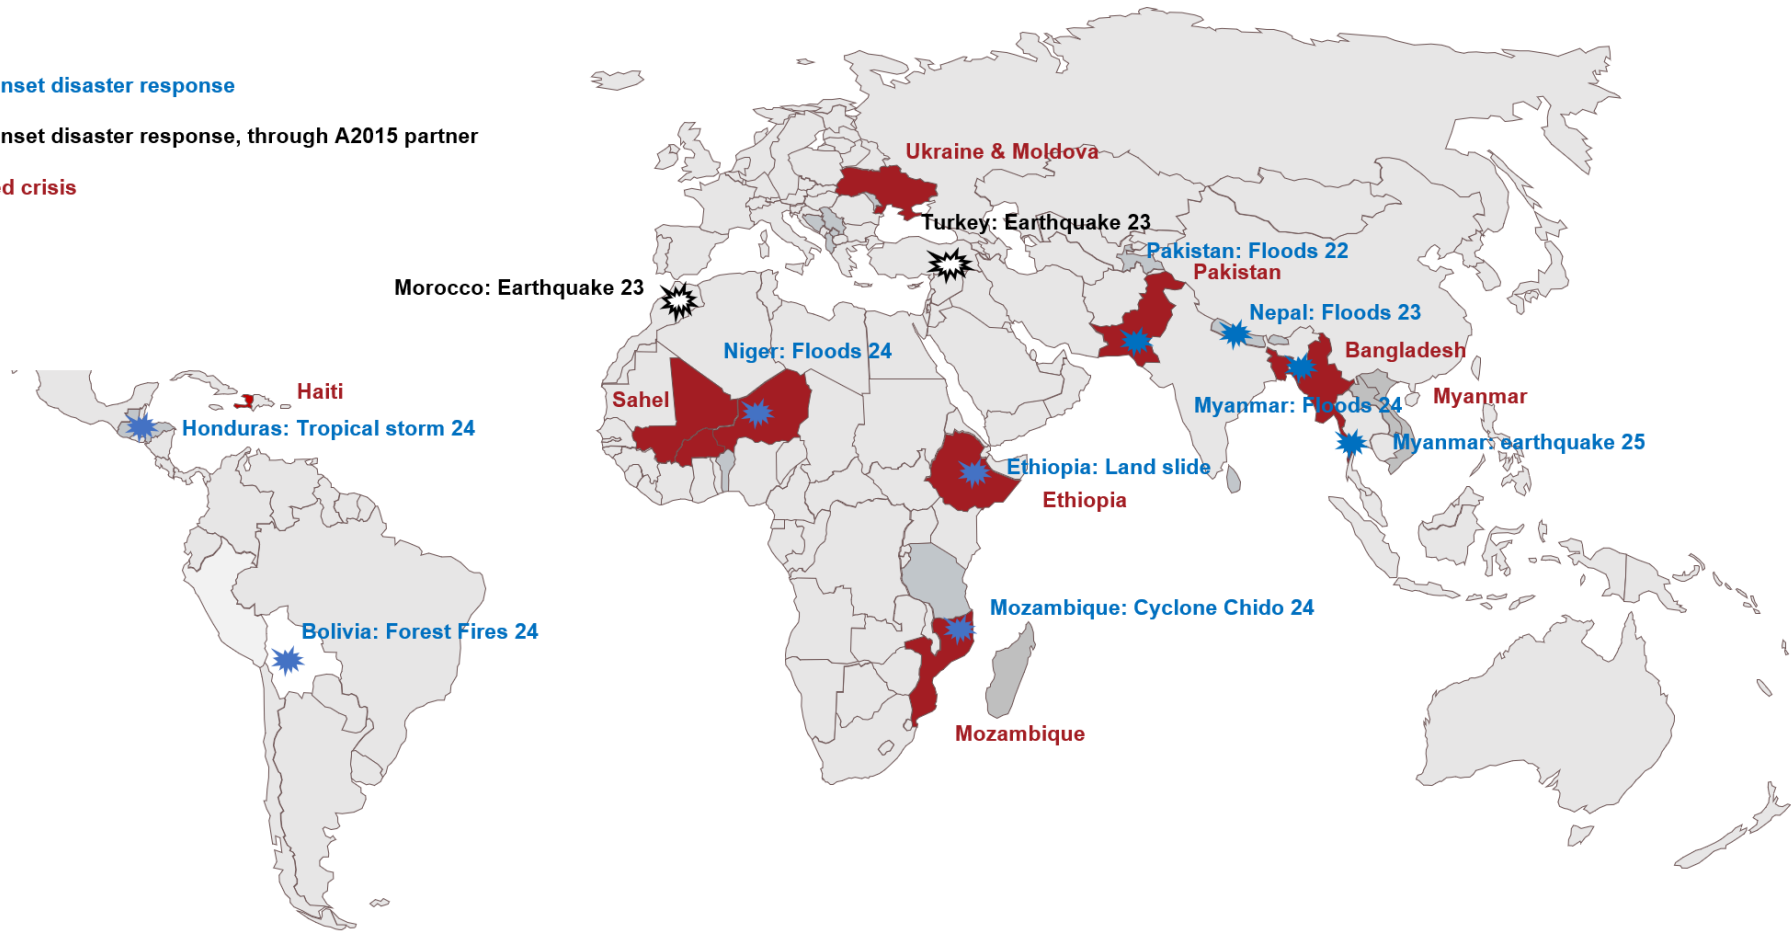 nset disaster response
nset disaster response, through A2015 partner
ed crisis
Ukraine & Moldova
Turkey: Earthquake 23
Pakistan: Floods 22
Pakistan
Morocco: Earthquake 23
Nepal: Floods 23
Niger: Floods 24
Bangladesh
Haiti
Sahel
Myanmar
Myanmar: Floods 24
Honduras: Tropical storm 24
Myanmar: earthquake 25
Ethiopia: Land slide
Ethiopia
Mozambique: Cyclone Chido 24
Bolivia: Forest Fires 24
Mozambique